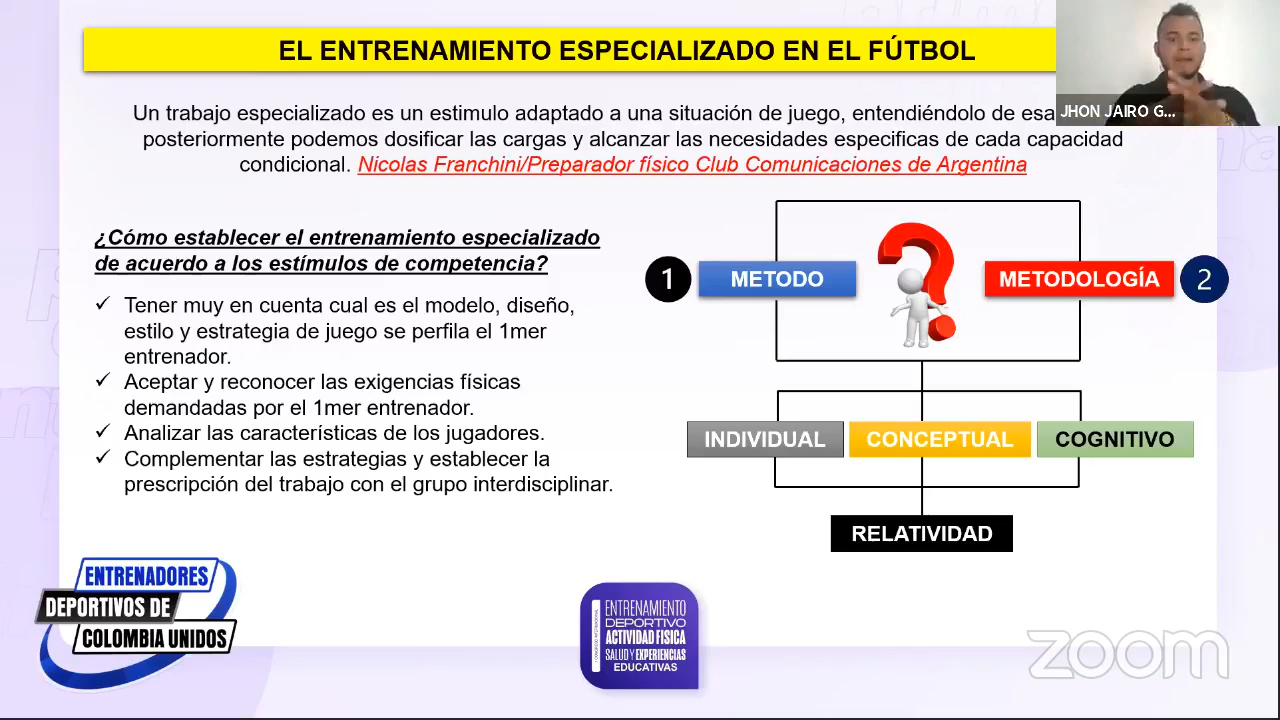 EL ENTRENAMIENTO ESPECIALIZADO EN EL FÚTBOL
JHON JAIRO G...
Un trabajo especializado es un estimulo adaptado a una situación de juego, entendiéndolo de esa
posteriormente podemos dosificar las cargas y alcanzar las necesidades especificas de cada capacidad
condicional. Nicolas Franchini/Preparador físico Club Comunicaciones de Argentina
¿Cómo establecer el entrenamiento especializado
de acuerdo a los estímulos de competencia?
✓ Tener muy en cuenta cual es el modelo, diseño,
estilo y estrategia de juego se perfila el 1mer
entrenador.
✓ Aceptar y reconocer las exigencias físicas
demandadas por el 1mer entrenador.
✓ Analizar las características de los jugadores.
✓ Complementar las estrategias y establecer la
prescripción del trabajo con el grupo interdisciplinar.
1 METODO
METODOLOGÍA 2
INDIVIDUAL
CONCEPTUAL
COGNITIVO
RELATIVIDAD
ENTRENADORES
DEPORTIVOS DE
COLOMBIA UNIDOS
ENTRENAMIENTO
DEPORTIVO
ACTIVIDAD FISICA
SALUD Y EXPERIENCIAS
EDUCATIVAS
zoom